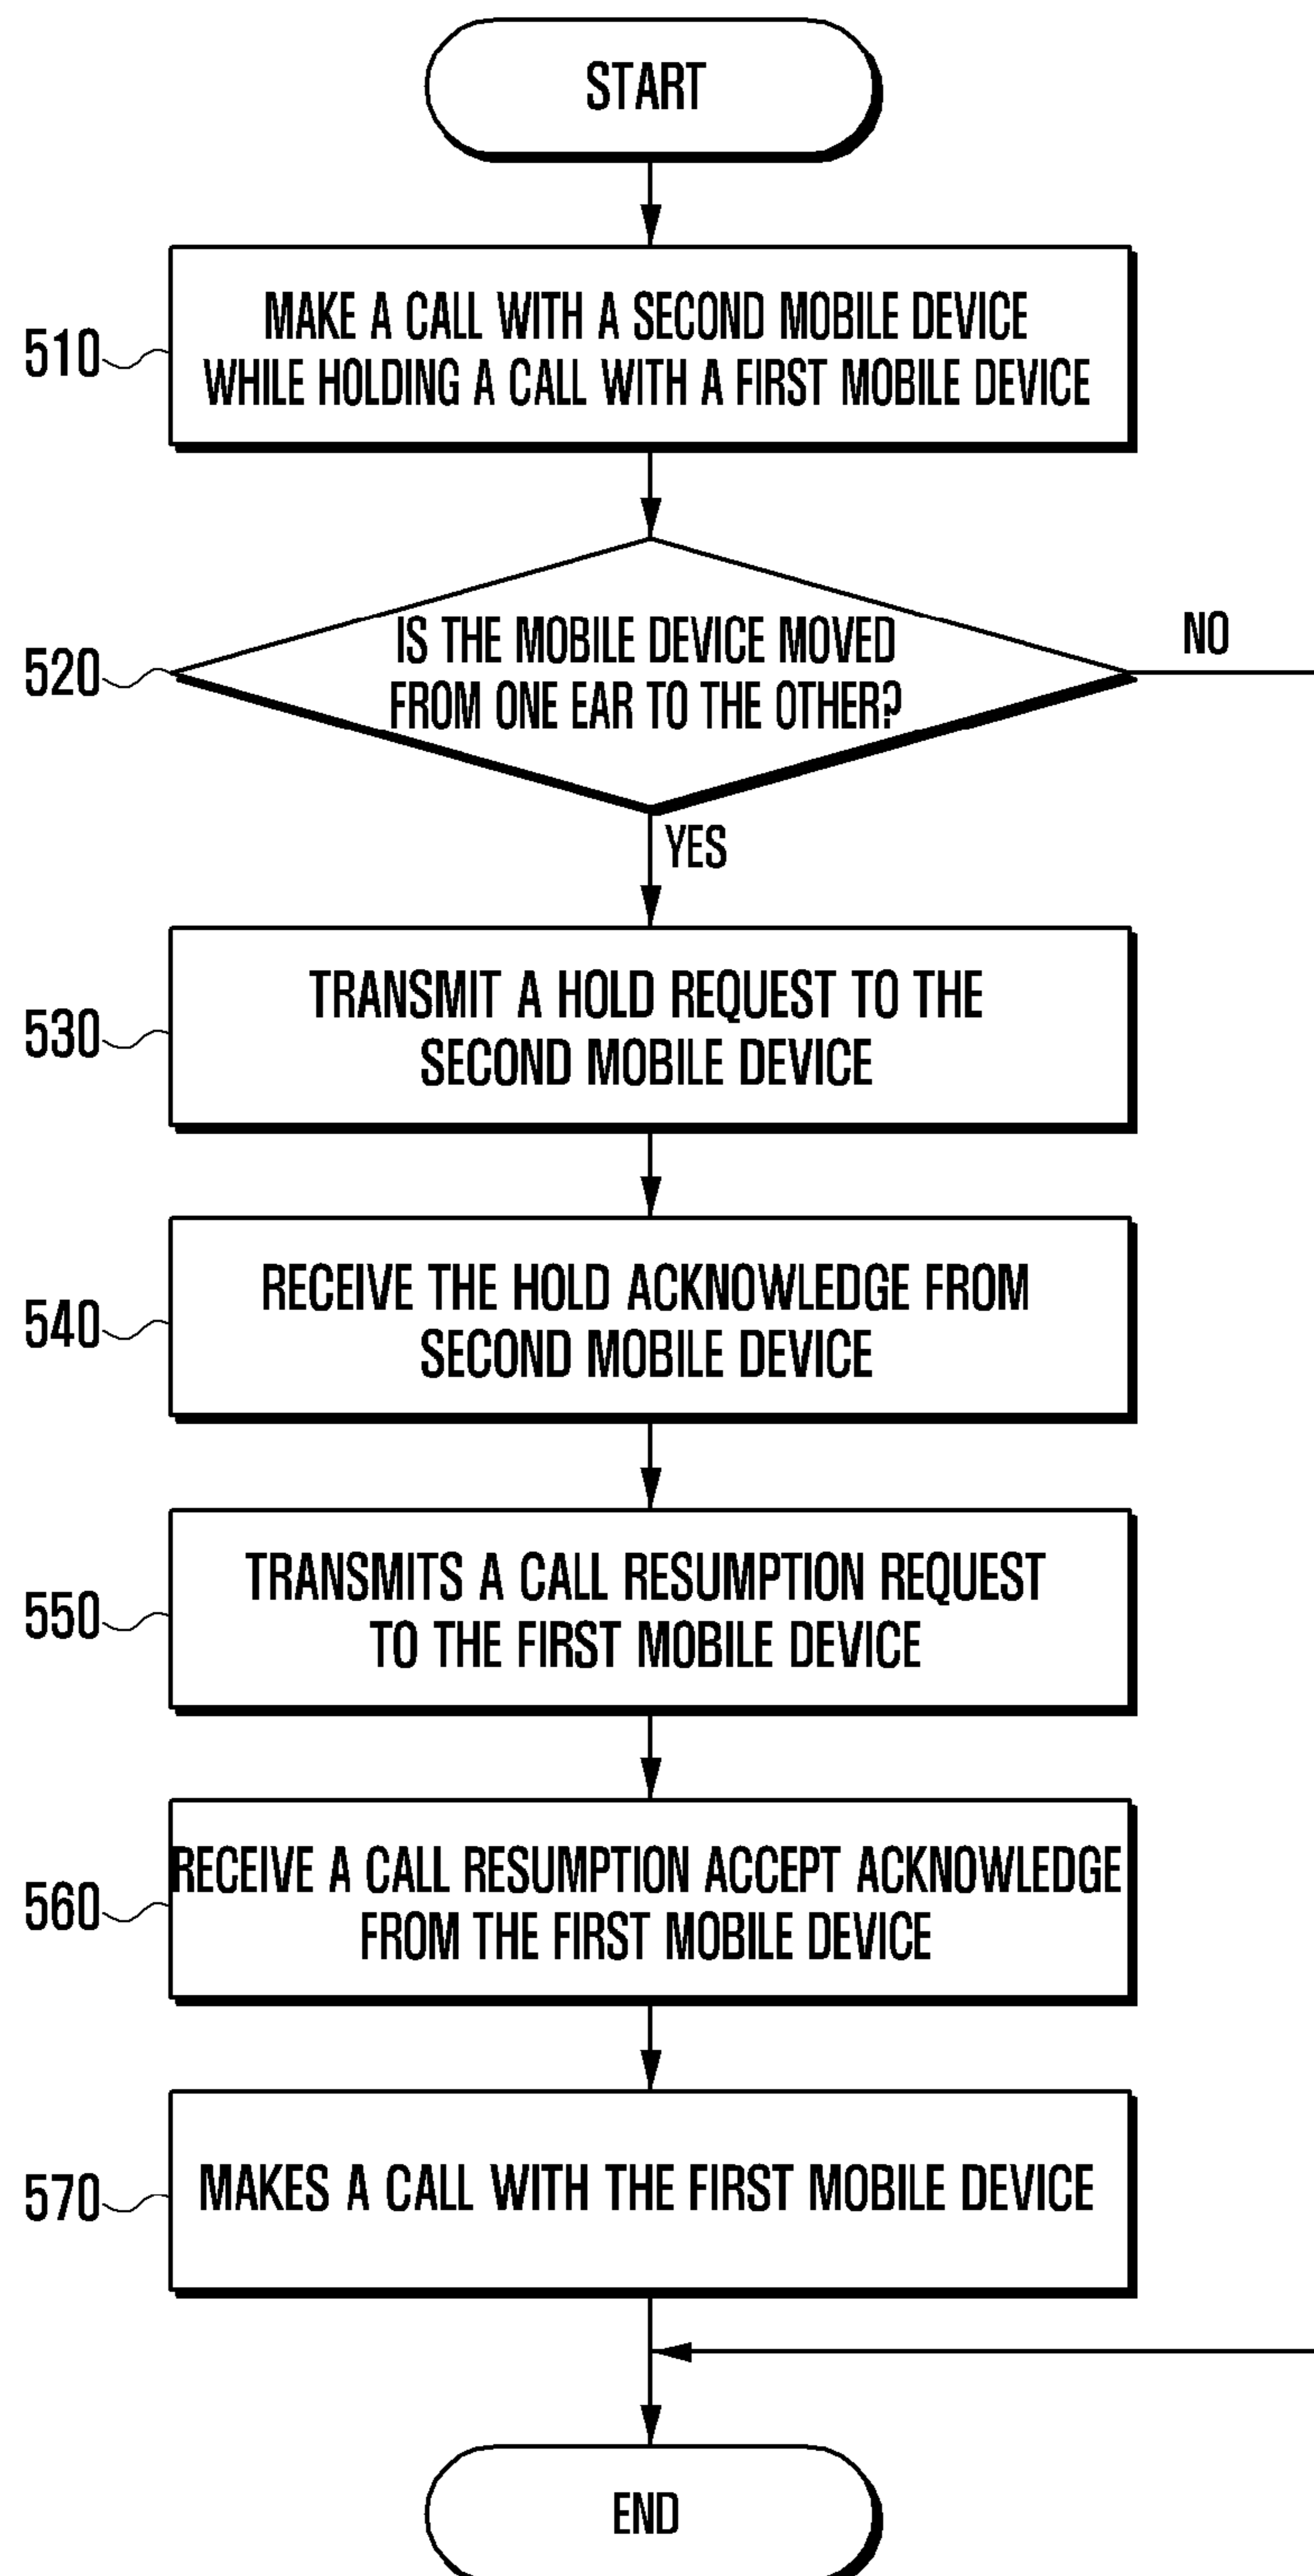 START
510
MAKE A CALL WITH A SECOND MOBILE DEVICE
WHILE HOLDING A CALL WITH A FIRST MOBILE DEVICE
520
IS THE MOBILE DEVICE MOVED
FROM ONE EAR TO THE OTHER?
NO
YES
530
TRANSMIT A HOLD REQUEST TO THE
SECOND MOBILE DEVICE
540
RECEIVE THE HOLD ACKNOWLEDGE FROM
SECOND MOBILE DEVICE
550
TRANSMITS A CALL RESUMPTION REQUEST
TO THE FIRST MOBILE DEVICE
560
RECEIVE A CALL RESUMPTION ACCEPT ACKNOWLEDGE
FROM THE FIRST MOBILE DEVICE
570
MAKES A CALL WITH THE FIRST MOBILE DEVICE
END